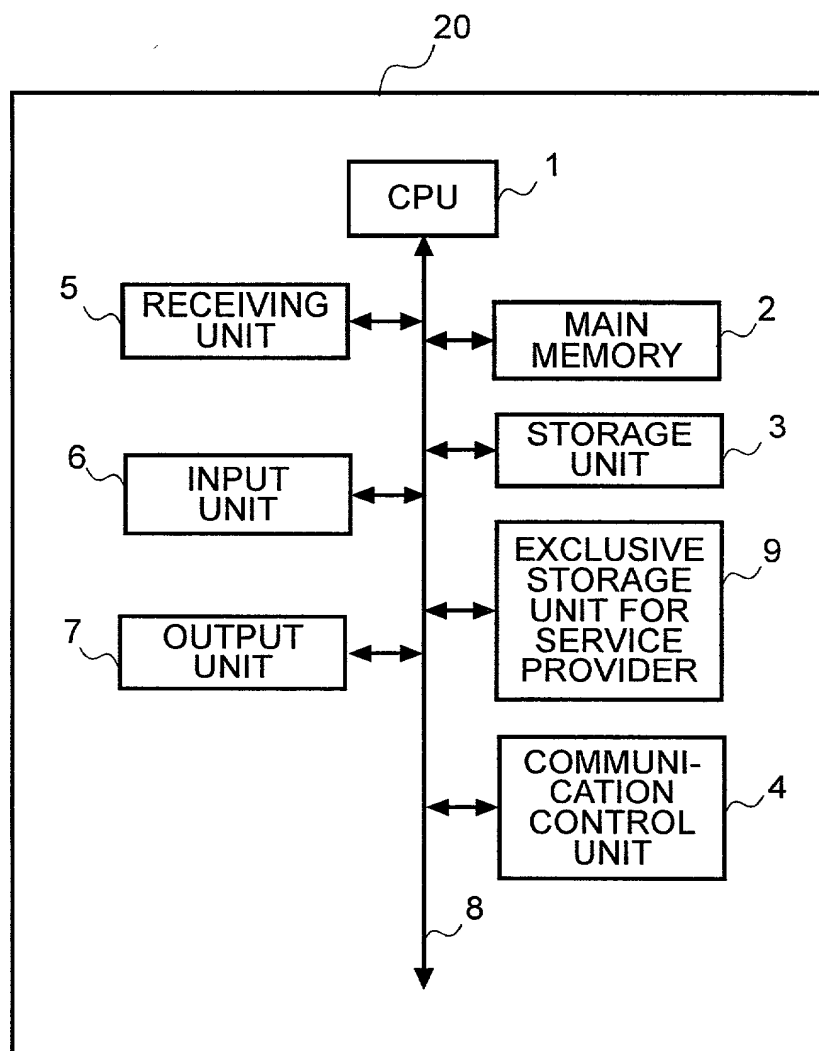 20
1
CPU
5
RECEIVING
UNIT
2
MAIN
MEMORY
3
STORAGE
UNIT
6
INPUT
UNIT
9
EXCLUSIVE
STORAGE
UNIT FOR
SERVICE
PROVIDER
7
OUTPUT
UNIT
4
COMMUNI-
CATION
CONTROL
UNIT
8